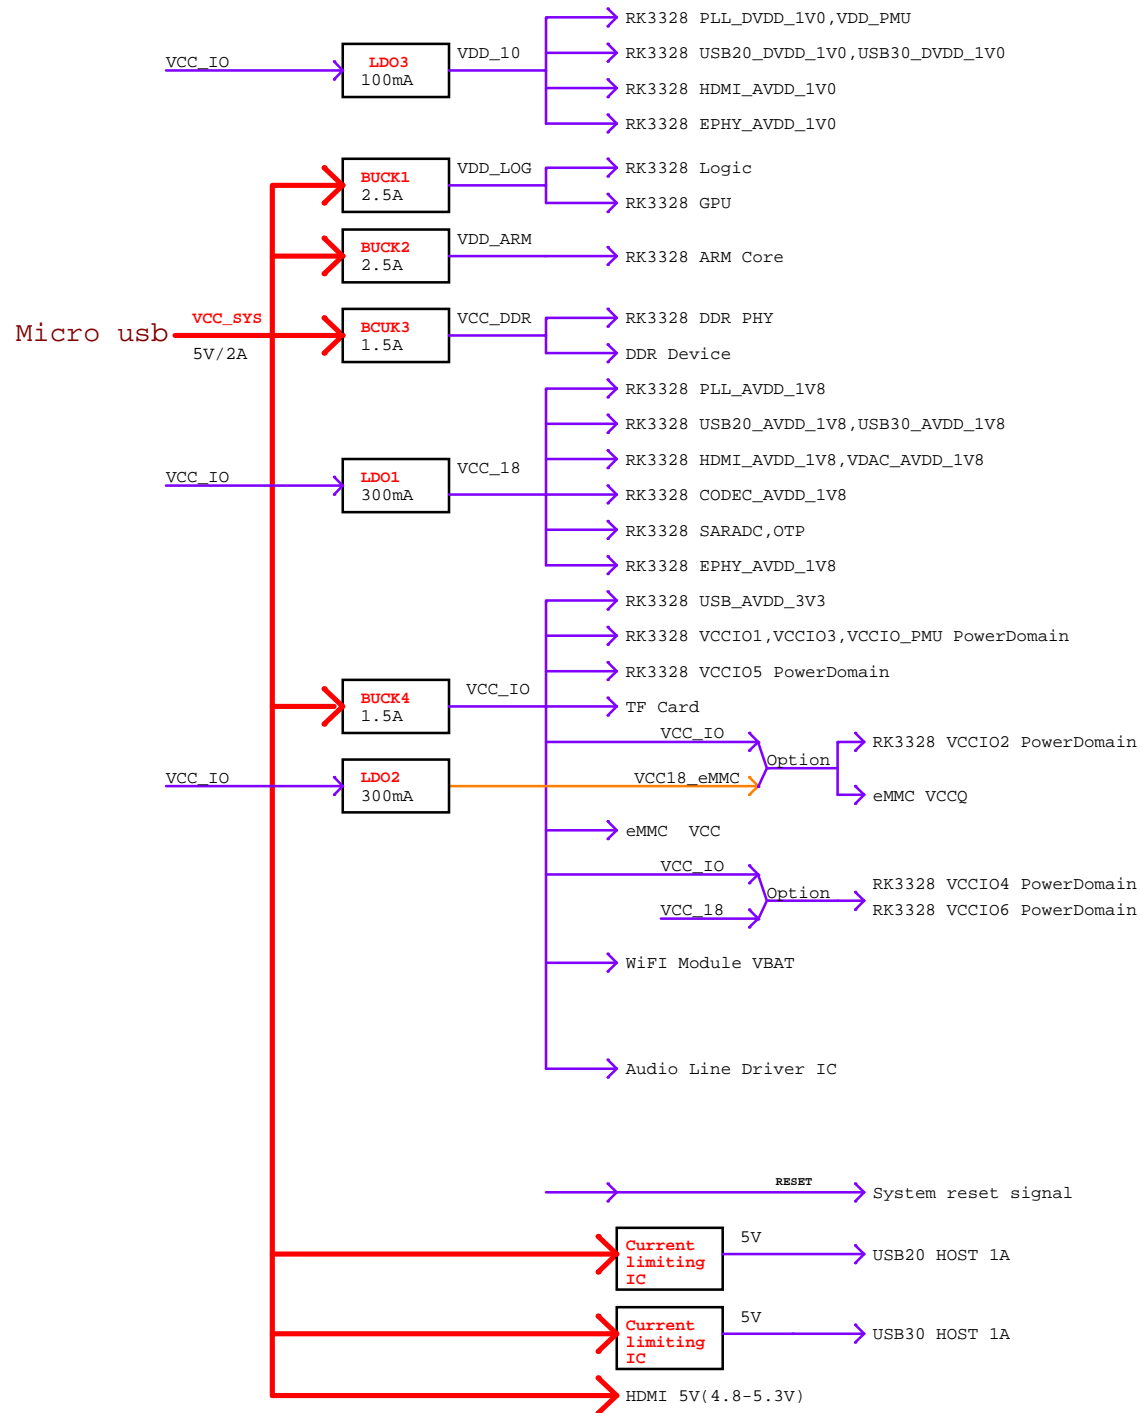 RK3328 PLL_DVDD_1V0,VDD_PMU
VCC_IO
LDO3
100mA
VDD_10
RK3328 USB20_DVDD_1V0,USB30_DVDD_1V0
RK3328 HDMI_AVDD_1V0
RK3328 EPHY_AVDD_1V0
BUCK1
2.5A
VDD_LOG
RK3328 Logic
RK3328 GPU
BUCK2
2.5A
VDD_ARM
RK3328 ARM Core
Micro usb
VCC_SYS
5V/2A
BCUK3
1.5A
VCC_DDR
RK3328 DDR PHY
DDR Device
RK3328 PLL_AVDD_1V8
RK3328 USB20_AVDD_1V8,USB30_AVDD_1V8
VCC_IO
LDO1
300mA
VCC_18
RK3328 HDMI_AVDD_1V8,VDAC_AVDD_1V8
RK3328 CODEC_AVDD_1V8
RK3328 SARADC,OTP
RK3328 EPHY_AVDD_1V8
RK3328 USB_AVDD_3V3
RK3328 VCCIO1,VCCIO3,VCCIO_PMU PowerDomain
RK3328 VCCIO5 PowerDomain
BUCK4
1.5A
VCC_IO
TF Card
VCC_IO
Option
RK3328 VCCIO2 PowerDomain
VCC_IO
LDO2
300mA
VCC18_eMMC
eMMC VCCQ
eMMC  VCC
VCC_IO
Option
VCC_18
RK3328 VCCIO4 PowerDomain
RK3328 VCCIO6 PowerDomain
WiFI Module VBAT
Audio Line Driver IC
RESET
System reset signal
Current
limiting
IC
5V
USB20 HOST 1A
Current
limiting
IC
5V
USB30 HOST 1A
HDMI 5V(4.8-5.3V)